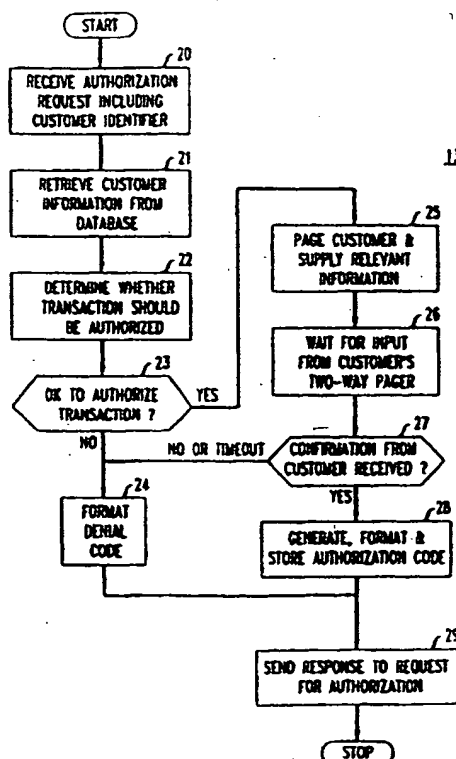 START
20
RECEIVE AUTHORIZATION
REQUEST INCLUDING
CUSTOMER IDENTIFIER
21
RETRIEVE CUSTOMER
INFORMATION FROM
DATABASE
22
DETERMINE WHETHER
TRANSACTION SHOULD
BE AUTHORIZED
23
OK TO AUTHORIZE
TRANSACTION ?
YES
NO
24
FORMAT
DENIAL
CODE
25
PAGE CUSTOMER &
SUPPLY RELEVANT
INFORMATION
26
WAIT FOR INPUT
FROM CUSTOMER'S
TWO-WAY PAGER
27
CONFIRMATION FROM
CUSTOMER RECEIVED ?
NO OR TIMEOUT
YES
28
GENERATE, FORMAT &
STORE AUTHORIZATION CODE
29
SEND RESPONSE TO REQUEST
FOR AUTHORIZATION
STOP